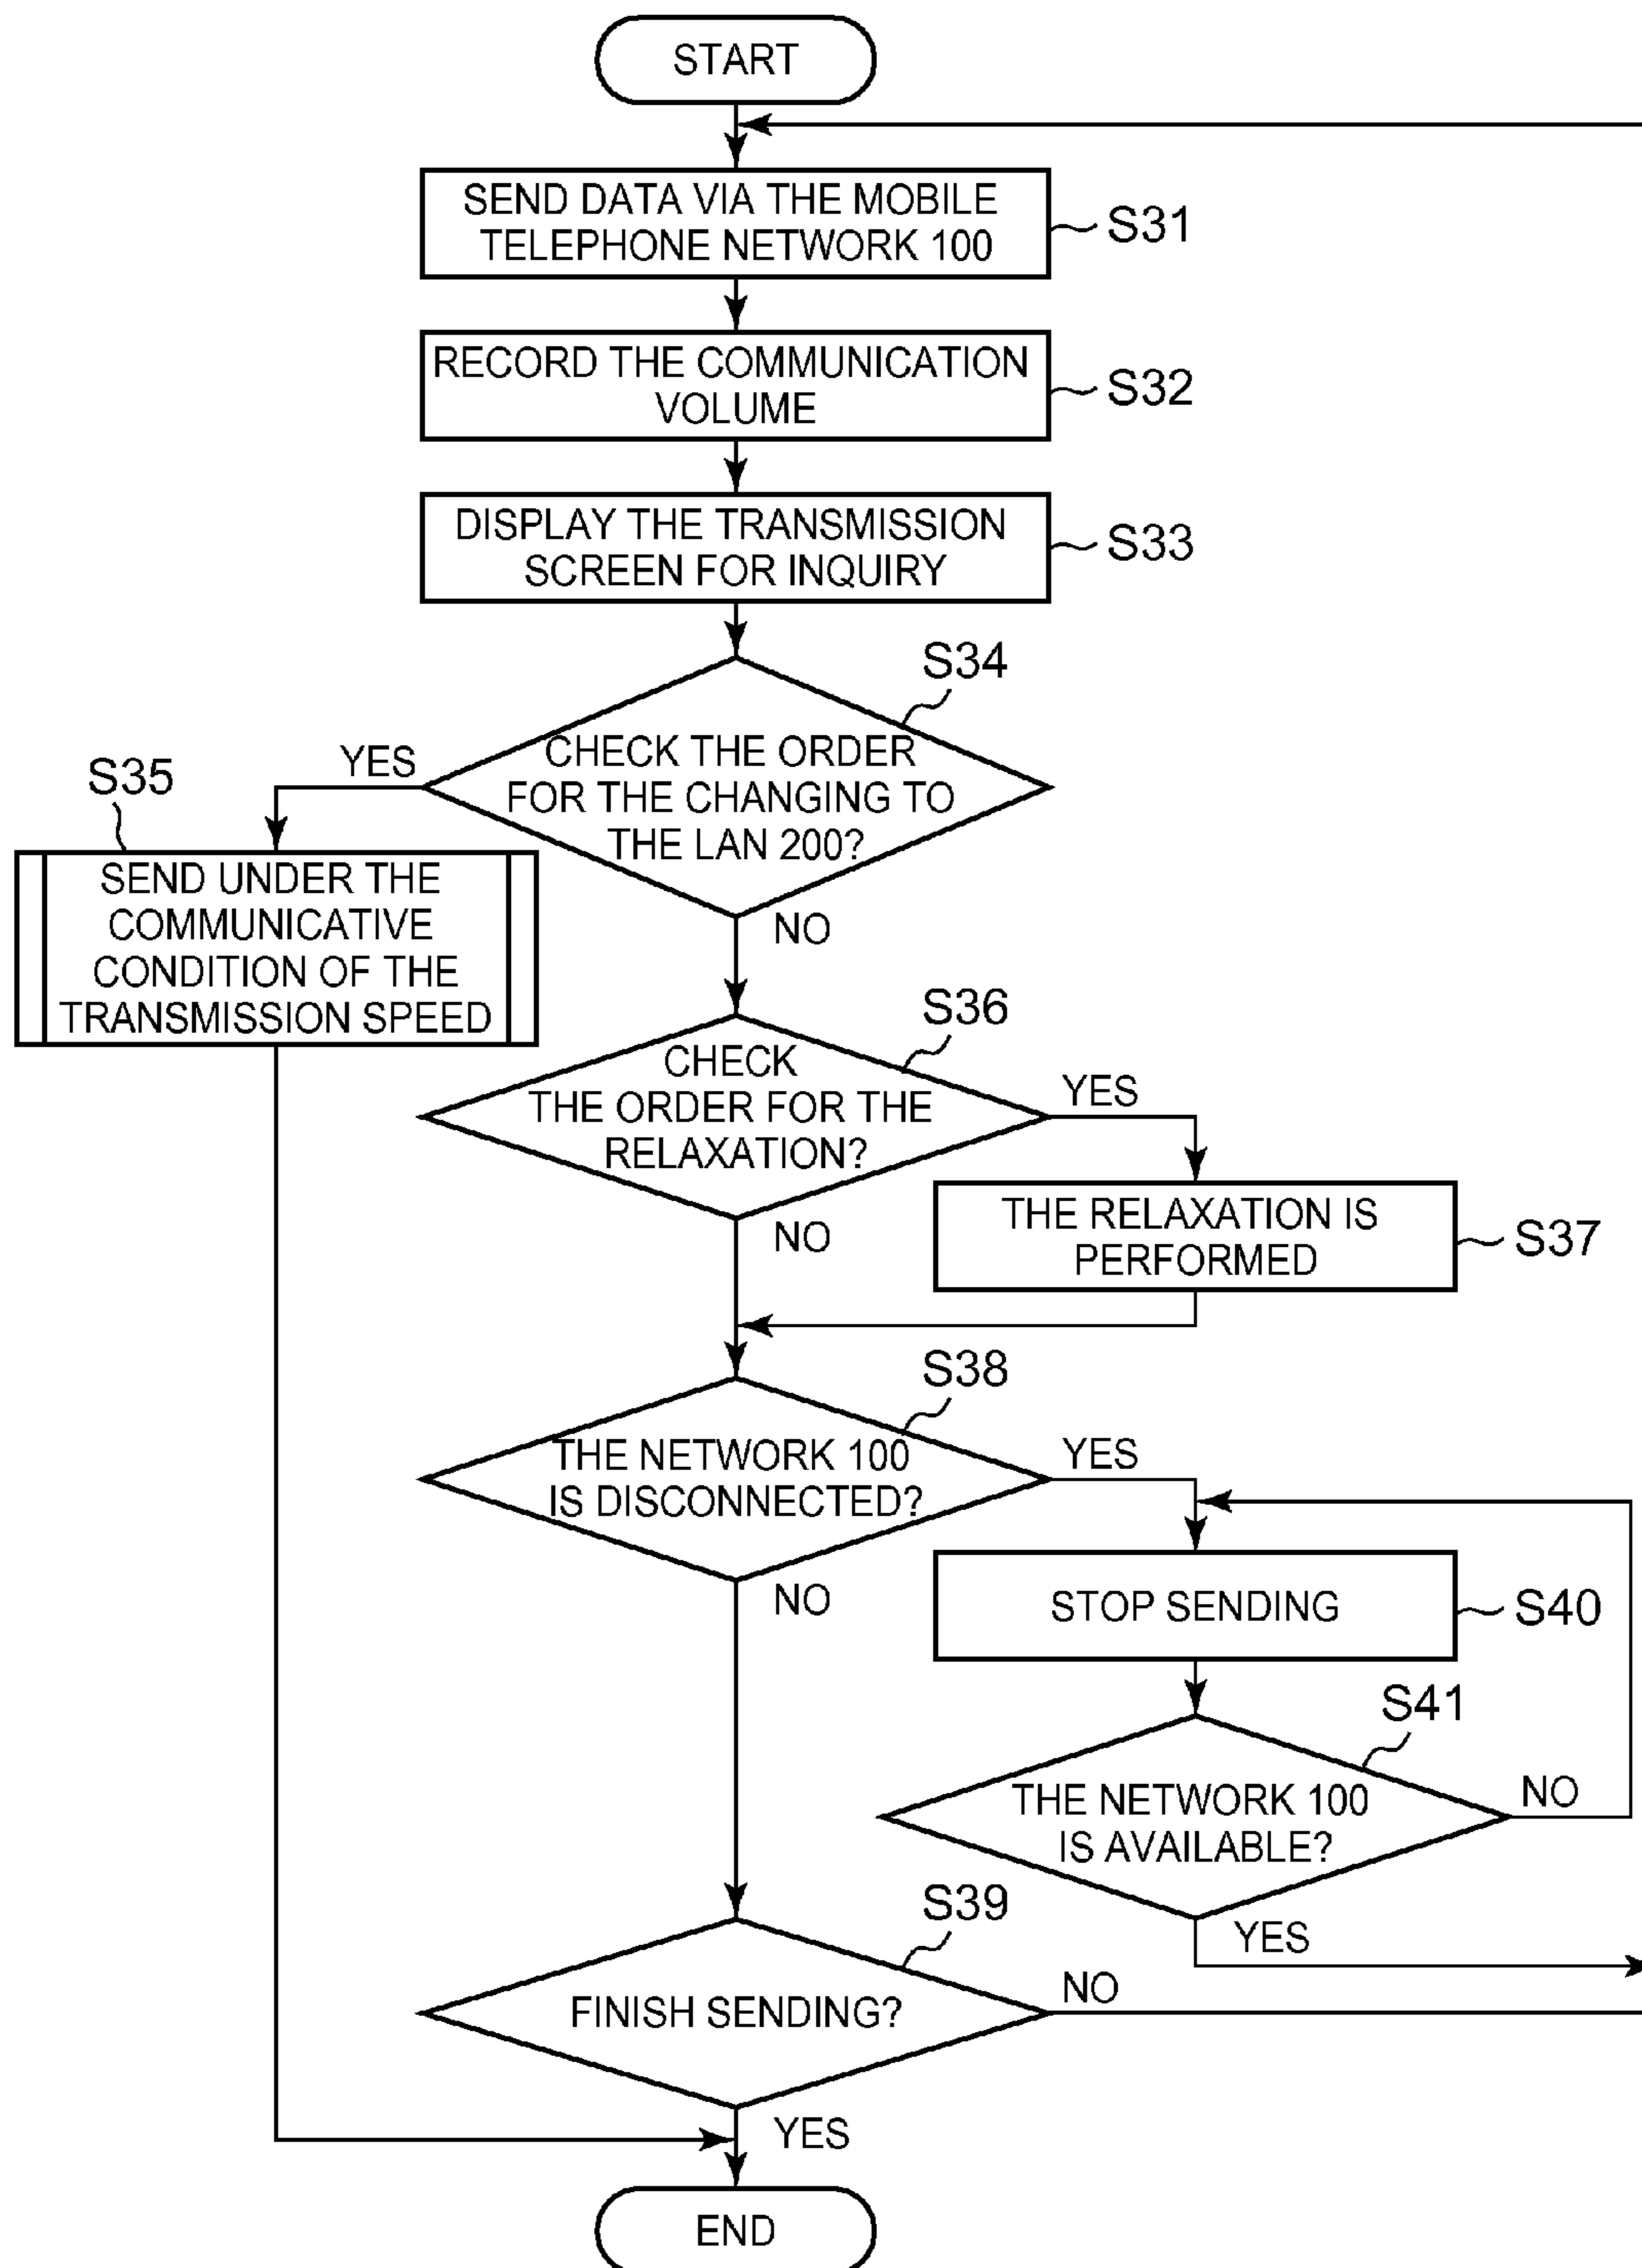 START
SEND DATA VIA THE MOBILE
TELEPHONE NETWORK 100
S31
RECORD THE COMMUNICATION
VOLUME
S32
DISPLAY THE TRANSMISSION
SCREEN FOR INQUIRY
S33
S34
CHECK THE ORDER
FOR THE CHANGING TO
THE LAN 200?
YES
NO
S35
SEND UNDER THE
COMMUNICATIVE
CONDITION OF THE
TRANSMISSION SPEED
S36
CHECK
THE ORDER FOR THE
RELAXATION?
YES
NO
THE RELAXATION IS
PERFORMED
S37
S38
THE NETWORK 100
IS DISCONNECTED?
YES
NO
STOP SENDING
S40
S41
THE NETWORK 100
IS AVAILABLE?
NO
YES
S39
FINISH SENDING?
NO
YES
END